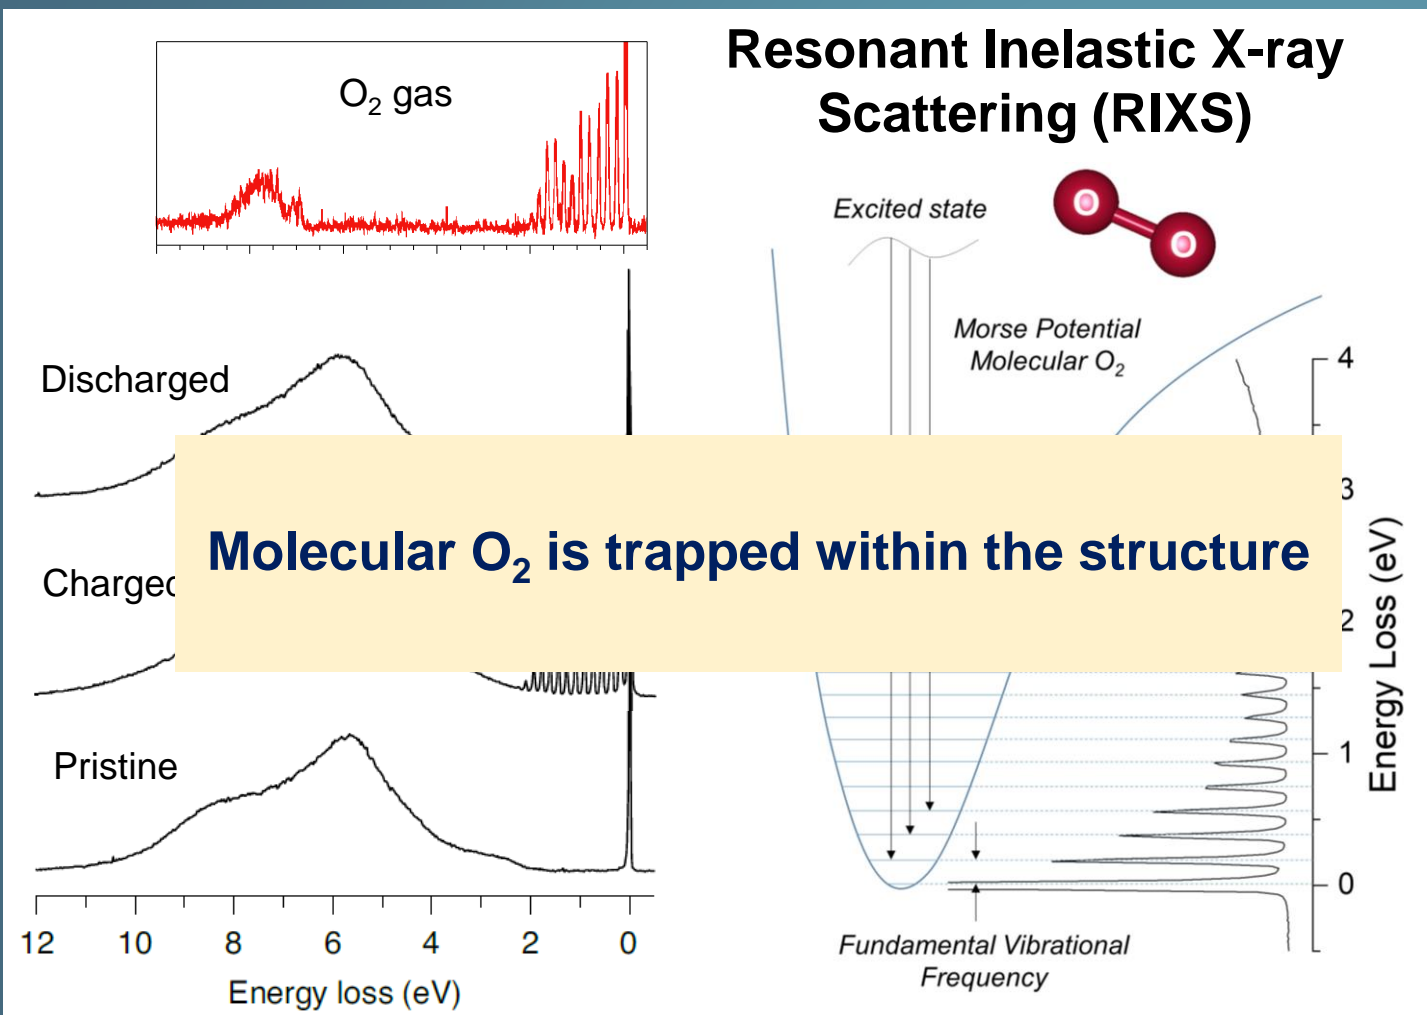 Resonant Inelastic X-ray
Scattering (RIXS)
O₂ gas
Discharged
Charged
Pristine
12 10 8 6 4 2 0
Energy loss (eV)
Excited state
O
O
Morse Potential
Molecular O₂
Molecular O₂ is trapped within the structure
4
3
2
1
0
Energy Loss (eV)
Fundamental Vibrational
Frequency